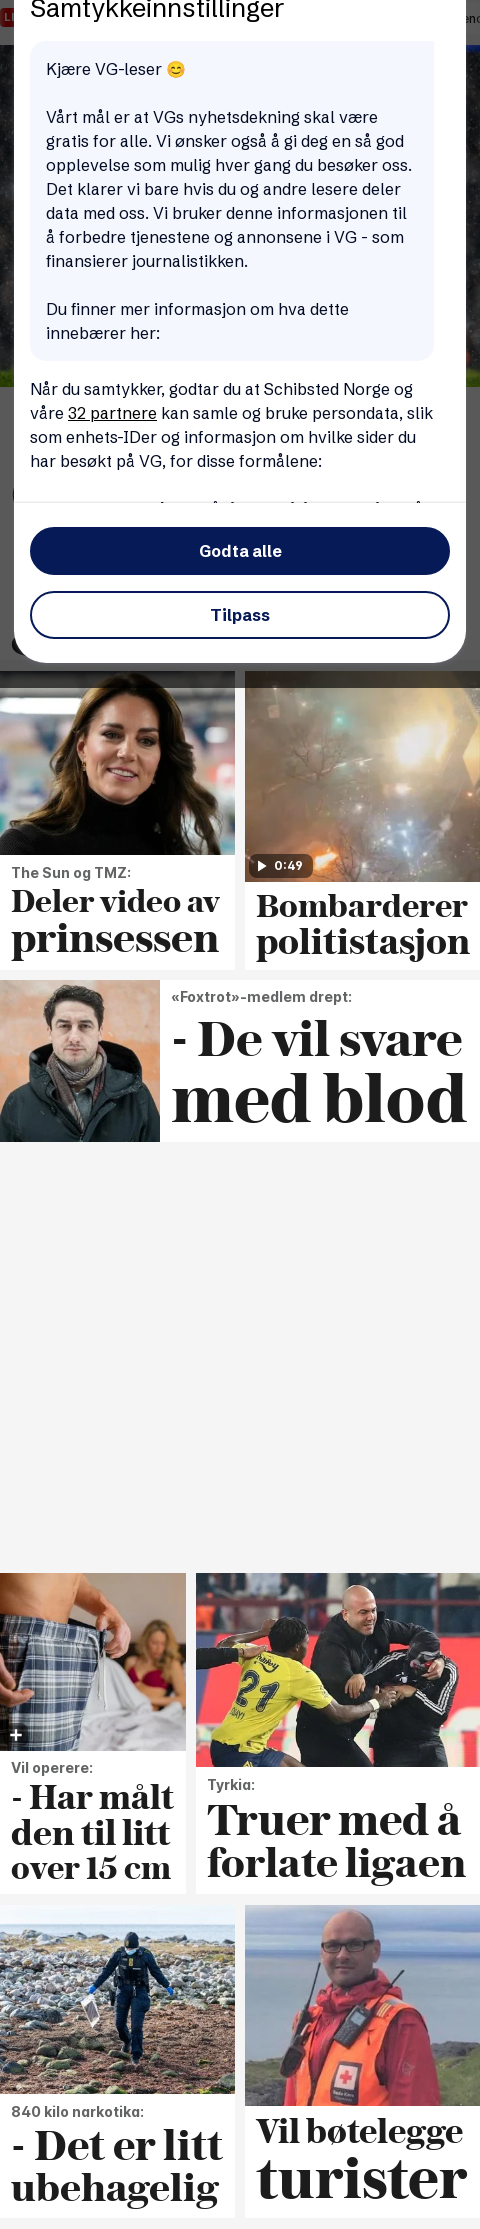 Samtykkeinnstillinger
Kjære VG-leser 😊
Vårt mål er at VGs nyhetsdekning skal være
gratis for alle. Vi ønsker også å gi deg en så god
opplevelse som mulig hver gang du besøker oss.
Det klarer vi bare hvis du og andre lesere deler
data med oss. Vi bruker denne informasjonen til
å forbedre tjenestene og annonsene i VG - som
finansierer journalistikken.
Du finner mer informasjon om hva dette
innebærer her:
Når du samtykker, godtar du at Schibsted Norge og
våre 32 partnere kan samle og bruke persondata, slik
som enhets-IDer og informasjon om hvilke sider du
har besøkt på VG, for disse formålene:
Godta alle
Tilpass
The Sun og TMZ:
Deler video av
prinsessen
0:49
Bombarderer
politistasjon
«Foxtrot»-medlem drept:
- De vil svare
med blod
Vil operere:
- Har målt
den til litt
over 15 cm
21
Tyrkia:
Truer med å
forlate ligaen
840 kilo narkotika:
- Det er litt
ubehagelig
Vil bøtelegge
turister